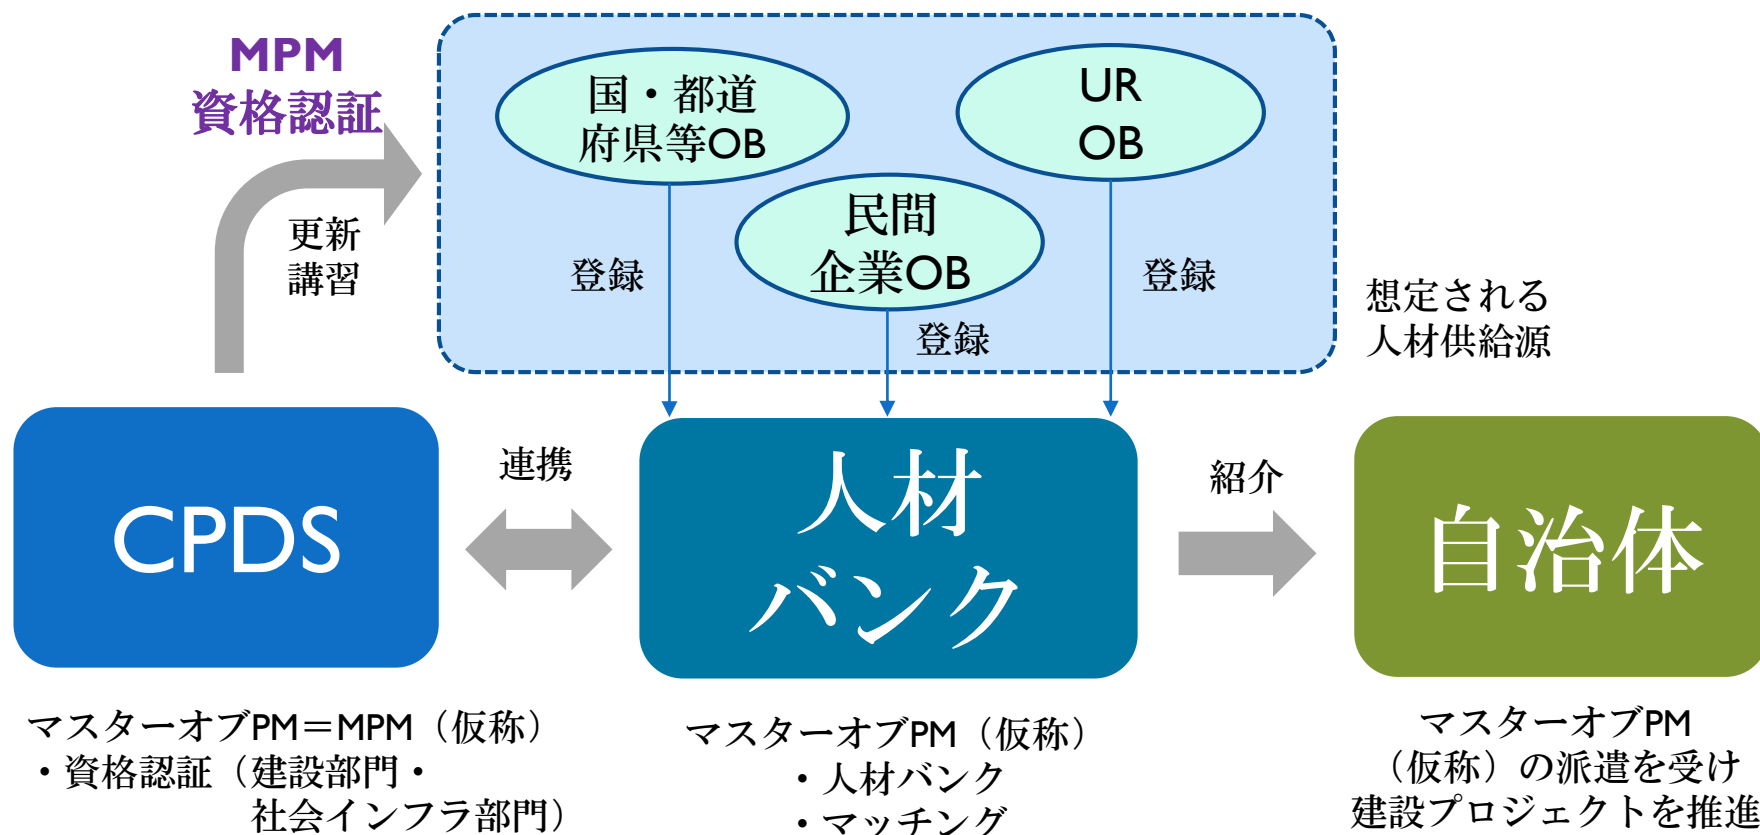 MPM
資格認証
更新
講習
国・都道
府県等OB
UR
OB
民間
企業OB
登録
登録
登録
想定される
人材供給源
CPDS
連携
人材
バンク
紹介
自治体
マスターオブPM＝MPM（仮称）
・資格認証（建設部門・
社会インフラ部門）
マスターオブPM（仮称）
・人材バンク
・マッチング
マスターオブPM
（仮称）の派遣を受け
建設プロジェクトを推進